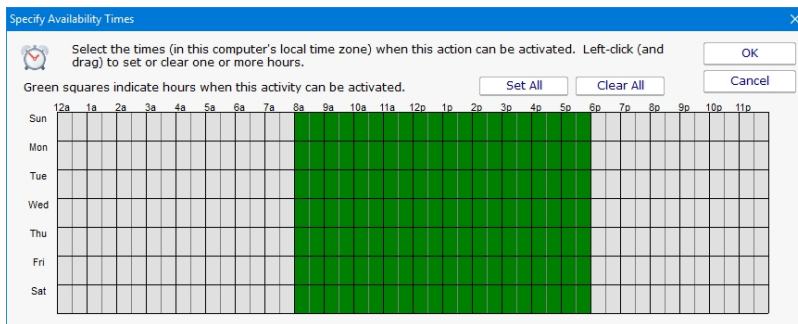 Specify Availability Times
Select the times (in this computer's local time zone) when this action can be activated. Left-click (and
drag) to set or clear one or more hours.
OK
Cancel
Green squares indicate hours when this activity can be activated.
Set All
Clear All
12a 1a 2a 3a 4a 5a 6a 7a 8a 9a 10a 11a 12p 1p 2p 3p 4p 5p 6p 7p 8p 9p 10p 11p
Sun
Mon
Tue
Wed
Thu
Fri
Sat